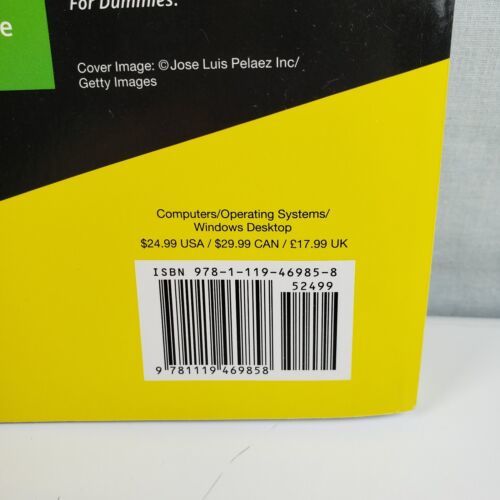 For Dummies.
e
Cover Image: ©Jose Luis Pelaez Inc/
Getty Images
Computers/Operating Systems/
Windows Desktop
$24.99 USA / $29.99 CAN / £17.99 UK
ISBN 978-1-119-46985-8
52499
9 781119 469858